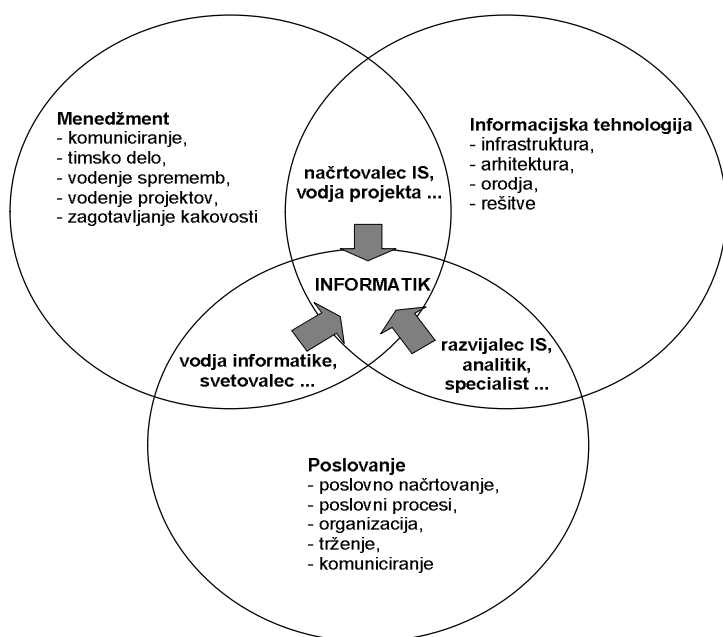 Menedžment
- komuniciranje,
- timsko delo,
- vodenje sprememb,
- vodenje projektov,
- zagotavljanje kakovosti
Informacijska tehnologija
- infrastruktura,
- arhitektura,
- orodja,
- rešitve
načrtovalec IS,
vodja projekta ...
INFORMATIK
vodja informatike,
svetovalec ...
razvijalec IS,
analitik,
specialist ...
Poslovanje
- poslovno načrtovanje,
- poslovni procesi,
- organizacija,
- trženje,
- komuniciranje